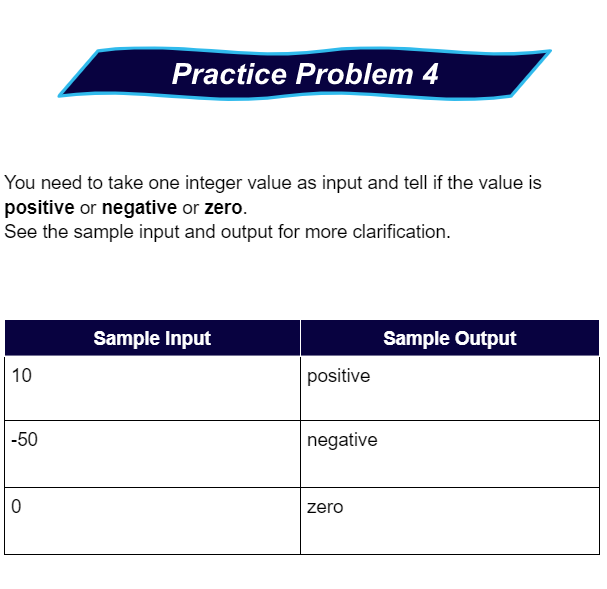 Practice Problem 4
You need to take one integer value as input and tell if the value is
positive or negative or zero.
See the sample input and output for more clarification.
Sample Input Sample Output
10 positive
-50 negative
0 zero